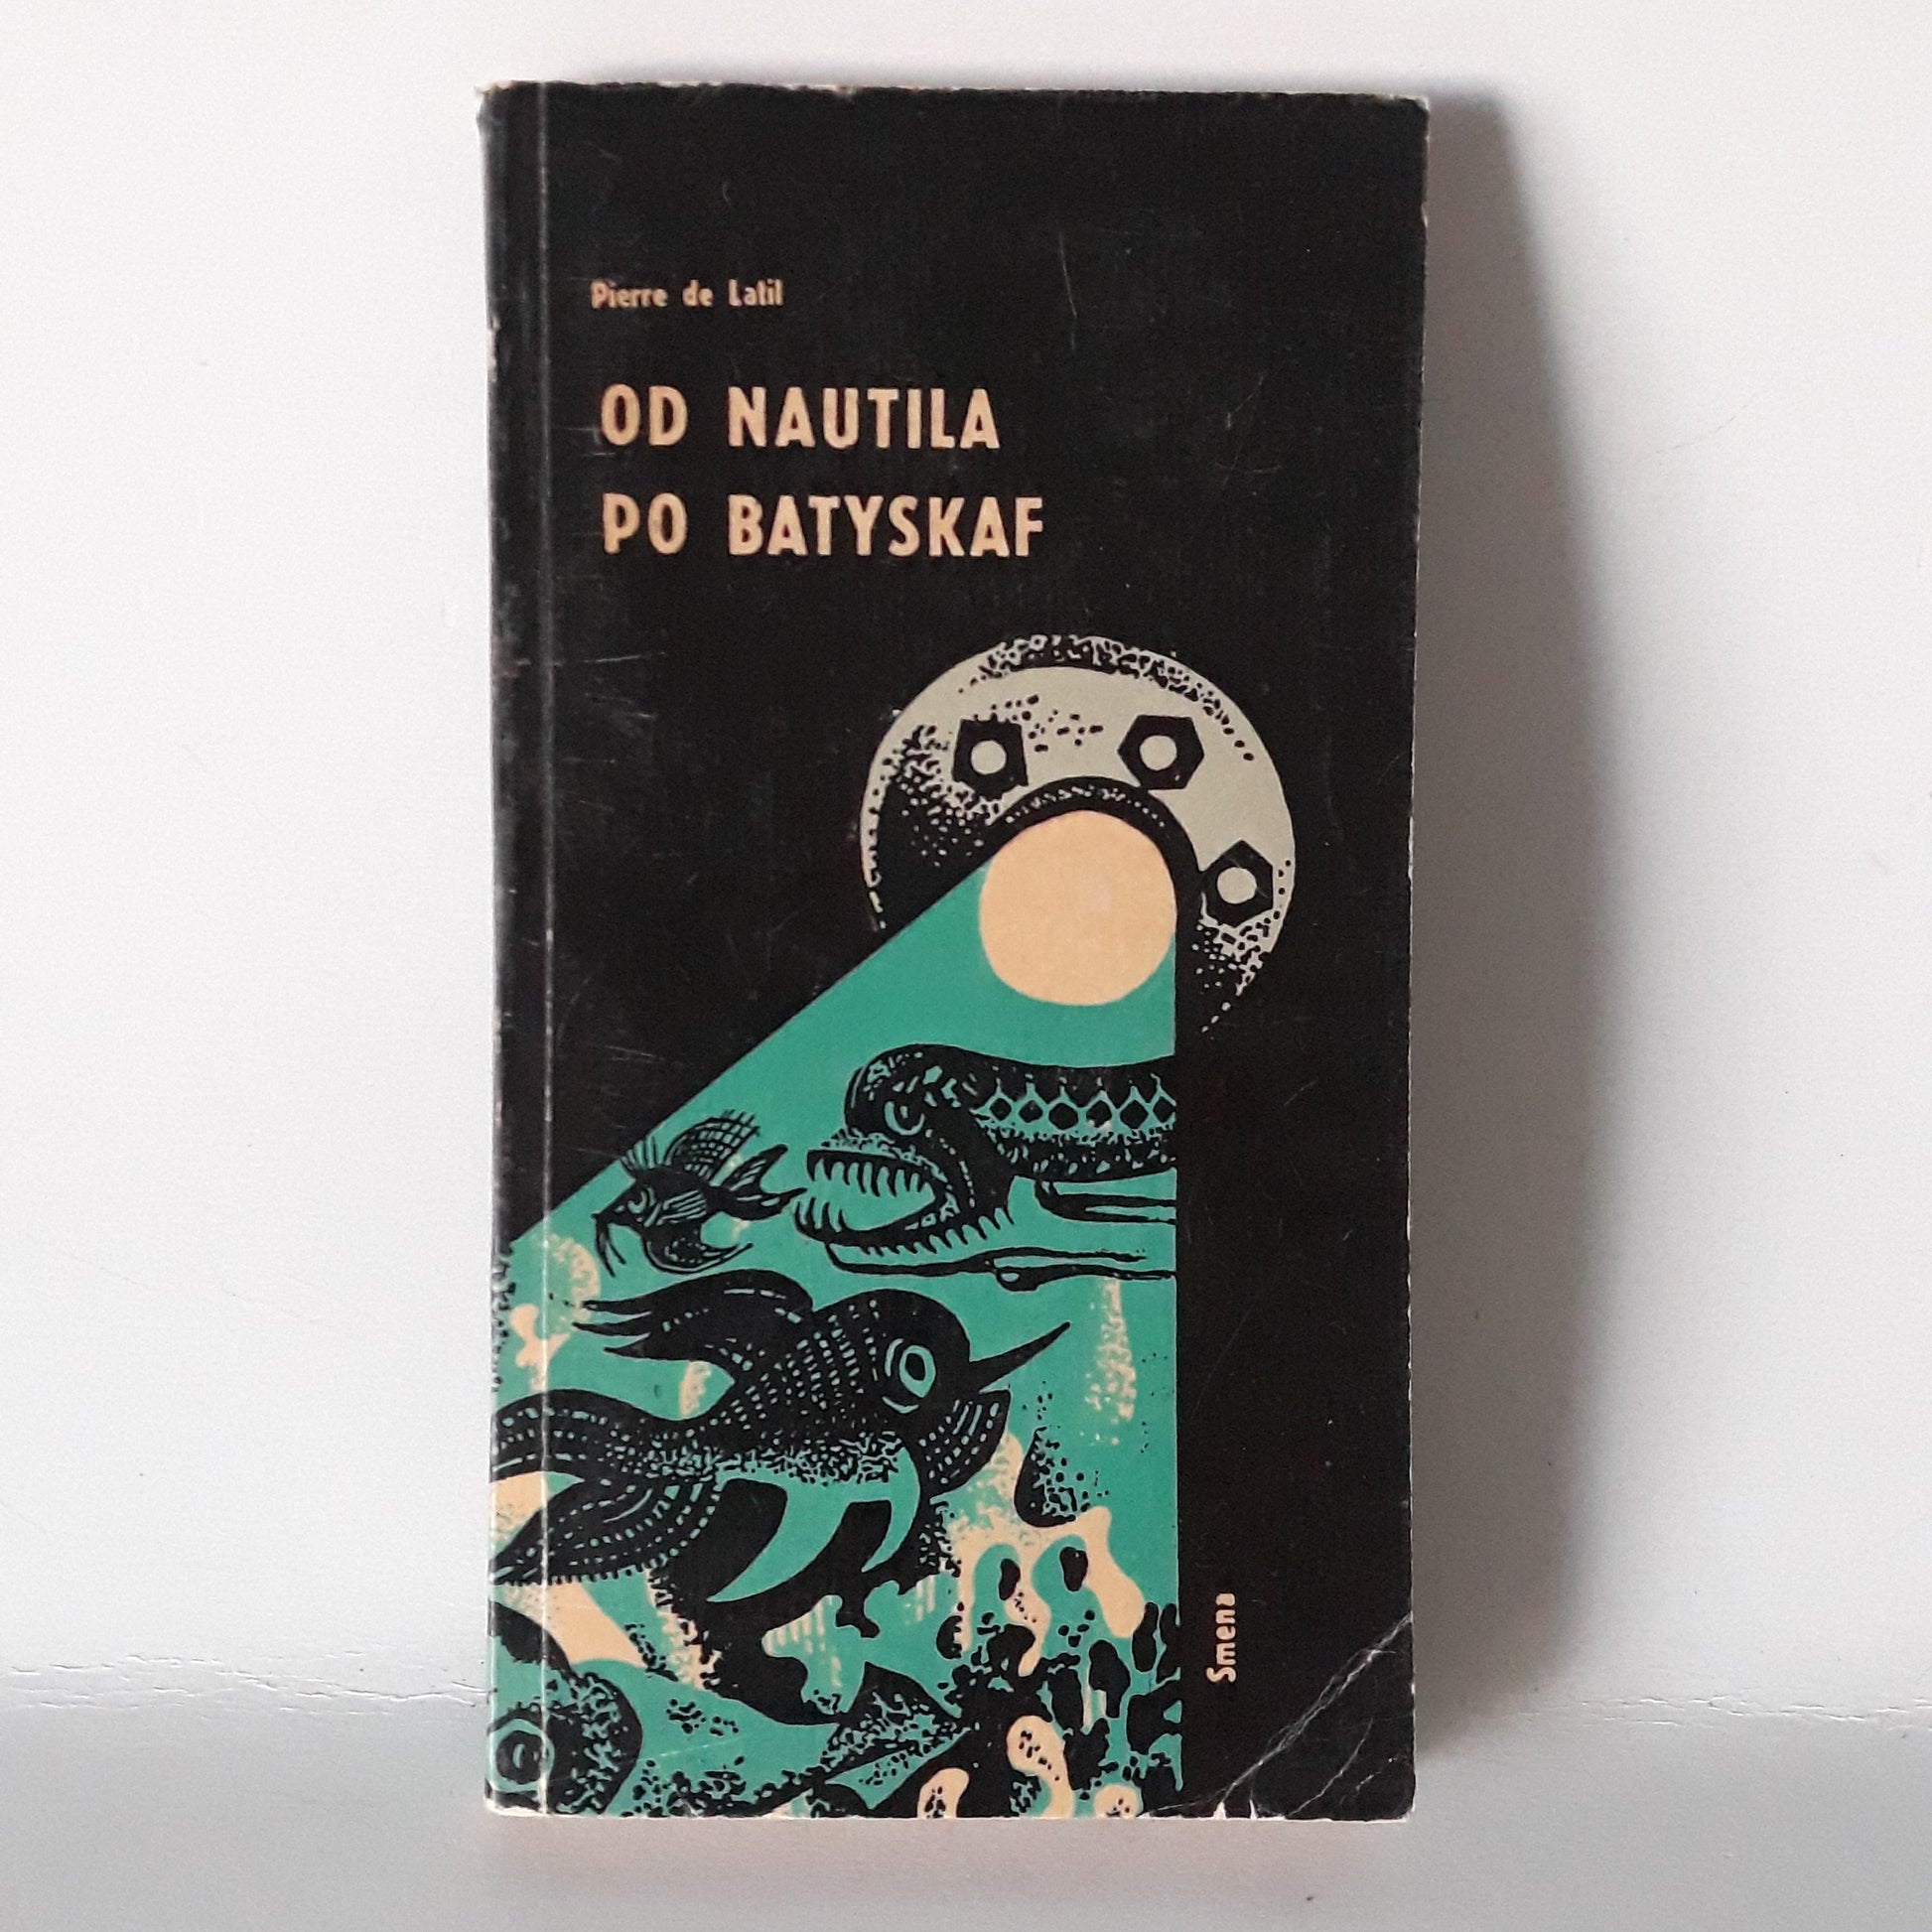 Pierre de Latil
OD NAUTILA
PO BATYSKAF
Smena